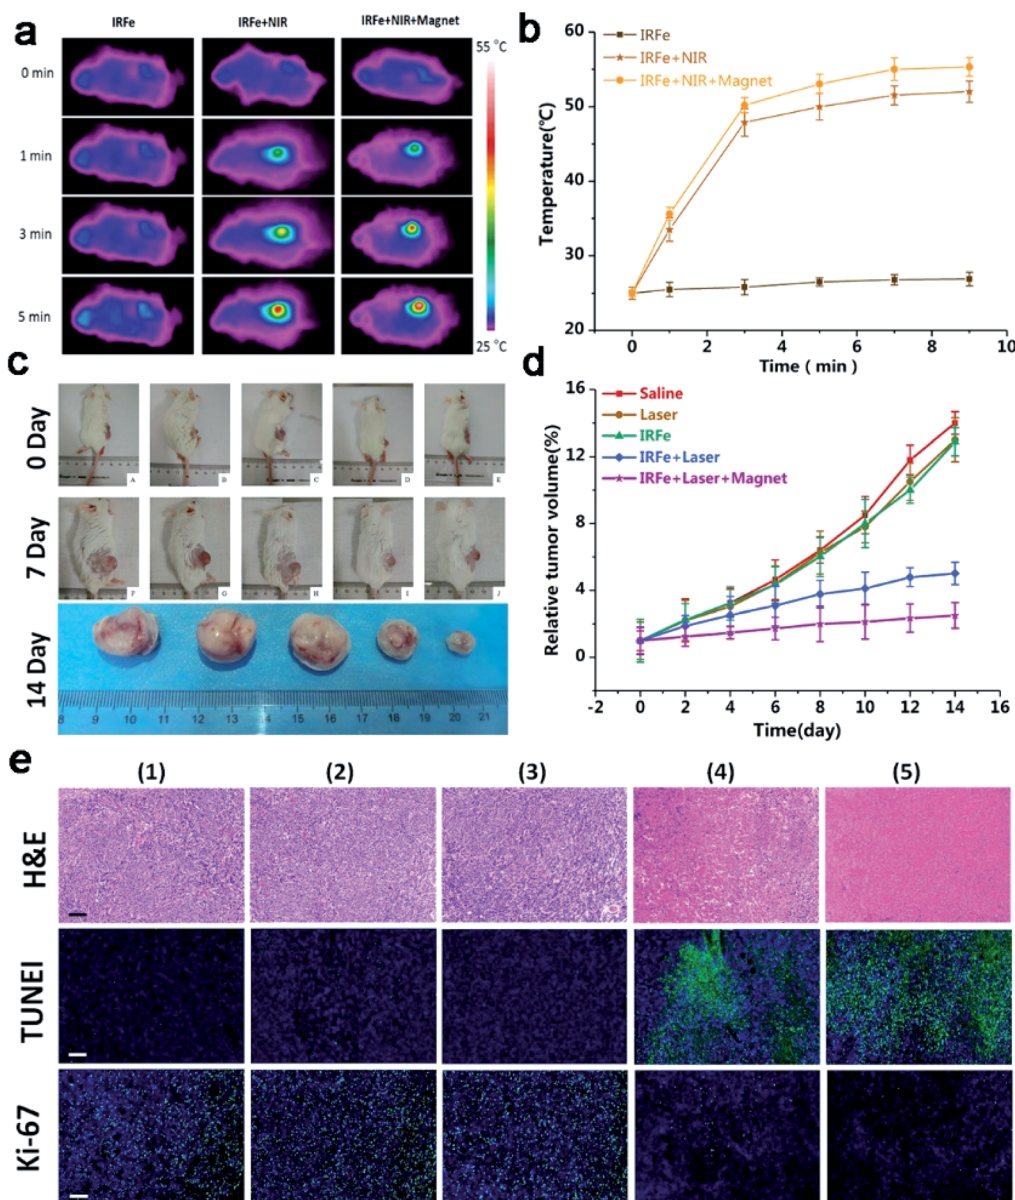 a
IRFe
IRFe+NIR
IRFe+NIR+Magnet
0 min
1 min
3 min
5 min
55 °C
25 °C
b
IRFe
IRFe+NIR
IRFe+NIR+Magnet
Temperature(℃)
60
50
40
30
20
0
2
4
6
8
10
Time ( min )
c
0 Day
A
B
C
D
E
7 Day
F
G
H
I
J
14 Day
8 9 10 11 12 13 14 15 16 17 18 19 20 21
d
Saline
Laser
IRFe
IRFe+Laser
IRFe+Laser+Magnet
Relative tumor volume(%)
16
12
8
4
0
-2
0
2
4
6
8
10
12
14
16
Time(day)
e
(1)
(2)
(3)
(4)
(5)
H&E
TUNEl
Ki-67